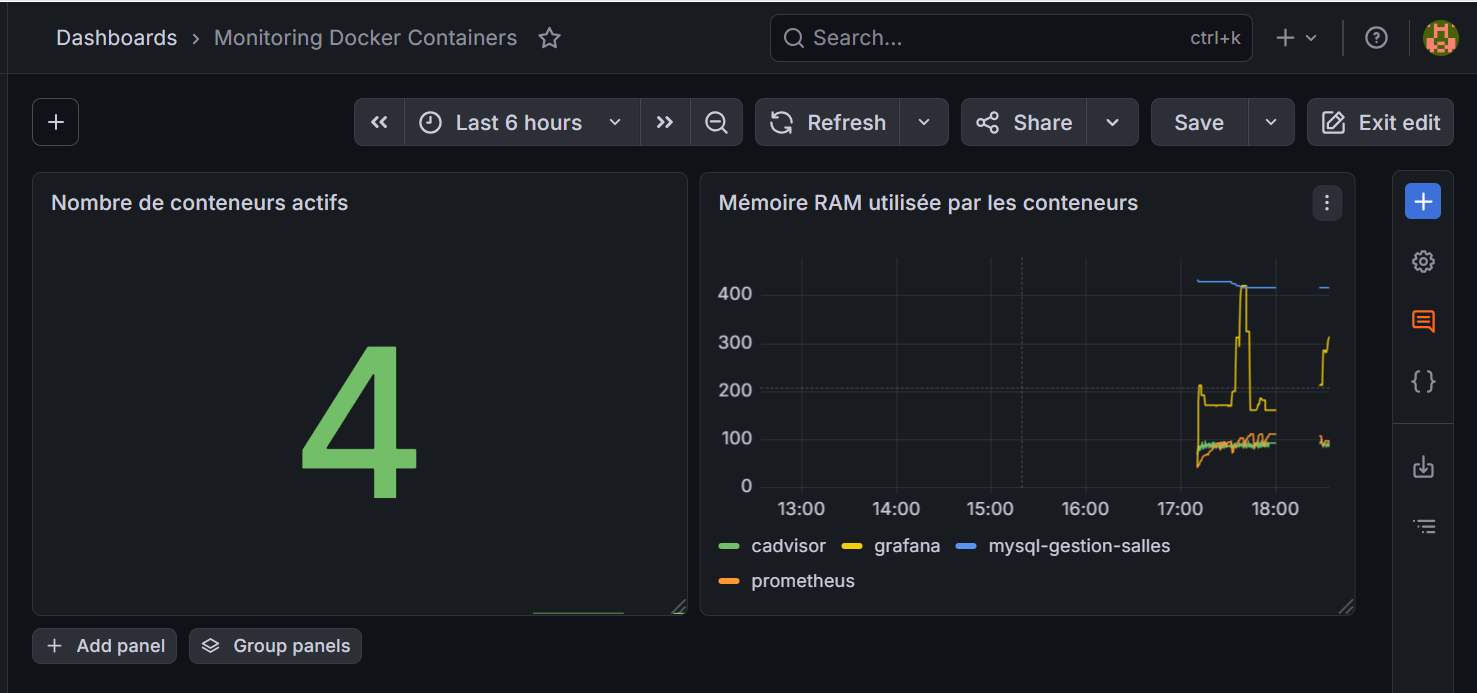 Dashboards › Monitoring Docker Containers
Search... ctrl+k
Last 6 hours Refresh Share Save Exit edit
Nombre de conteneurs actifs
4
Mémoire RAM utilisée par les conteneurs
400
300
200
100
0
13:00 14:00 15:00 16:00 17:00 18:00
cadvisor grafana mysql-gestion-salles
prometheus
Add panel Group panels